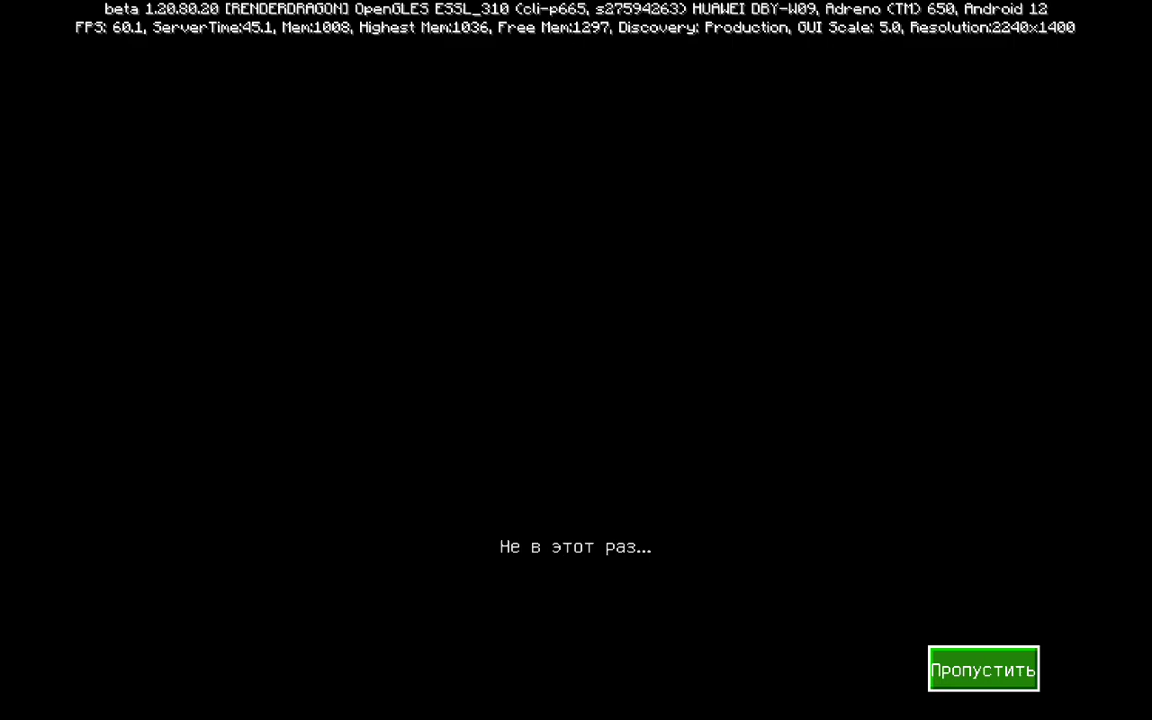 beta 1.20.80.20 [RENDERDRAGON] OpenGLES ESSL_310 (cli-p665, s27594263) HUAWEI DBY-W09, Adreno (TM) 650, Android 12
FPS: 60.1, ServerTime:45.1, Mem:1008, Highest Mem:1036, Free Mem:1297, Discovery: Production, GUI Scale: 5.0, Resolution:2240x1400
Не в этот раз...
Пропустить